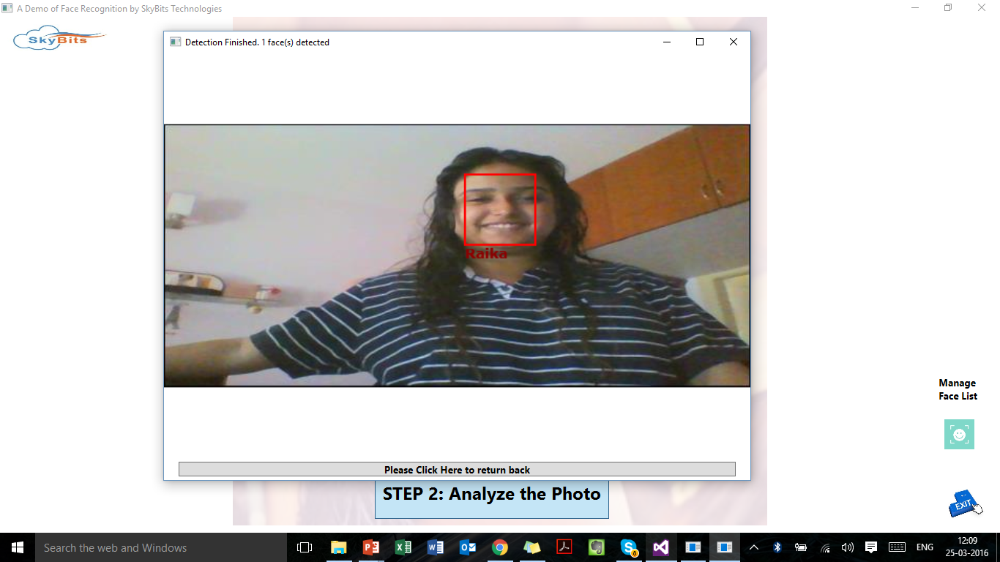 A Demo of Face Recognition by SkyBits Technologies
SkyBits
Detection Finished. 1 face(s) detected
Raika
Manage
Face List
Please Click Here to return back
STEP 2: Analyze the Photo
EXIT
Search the web and Windows
8
ENG
12:09
25-03-2016